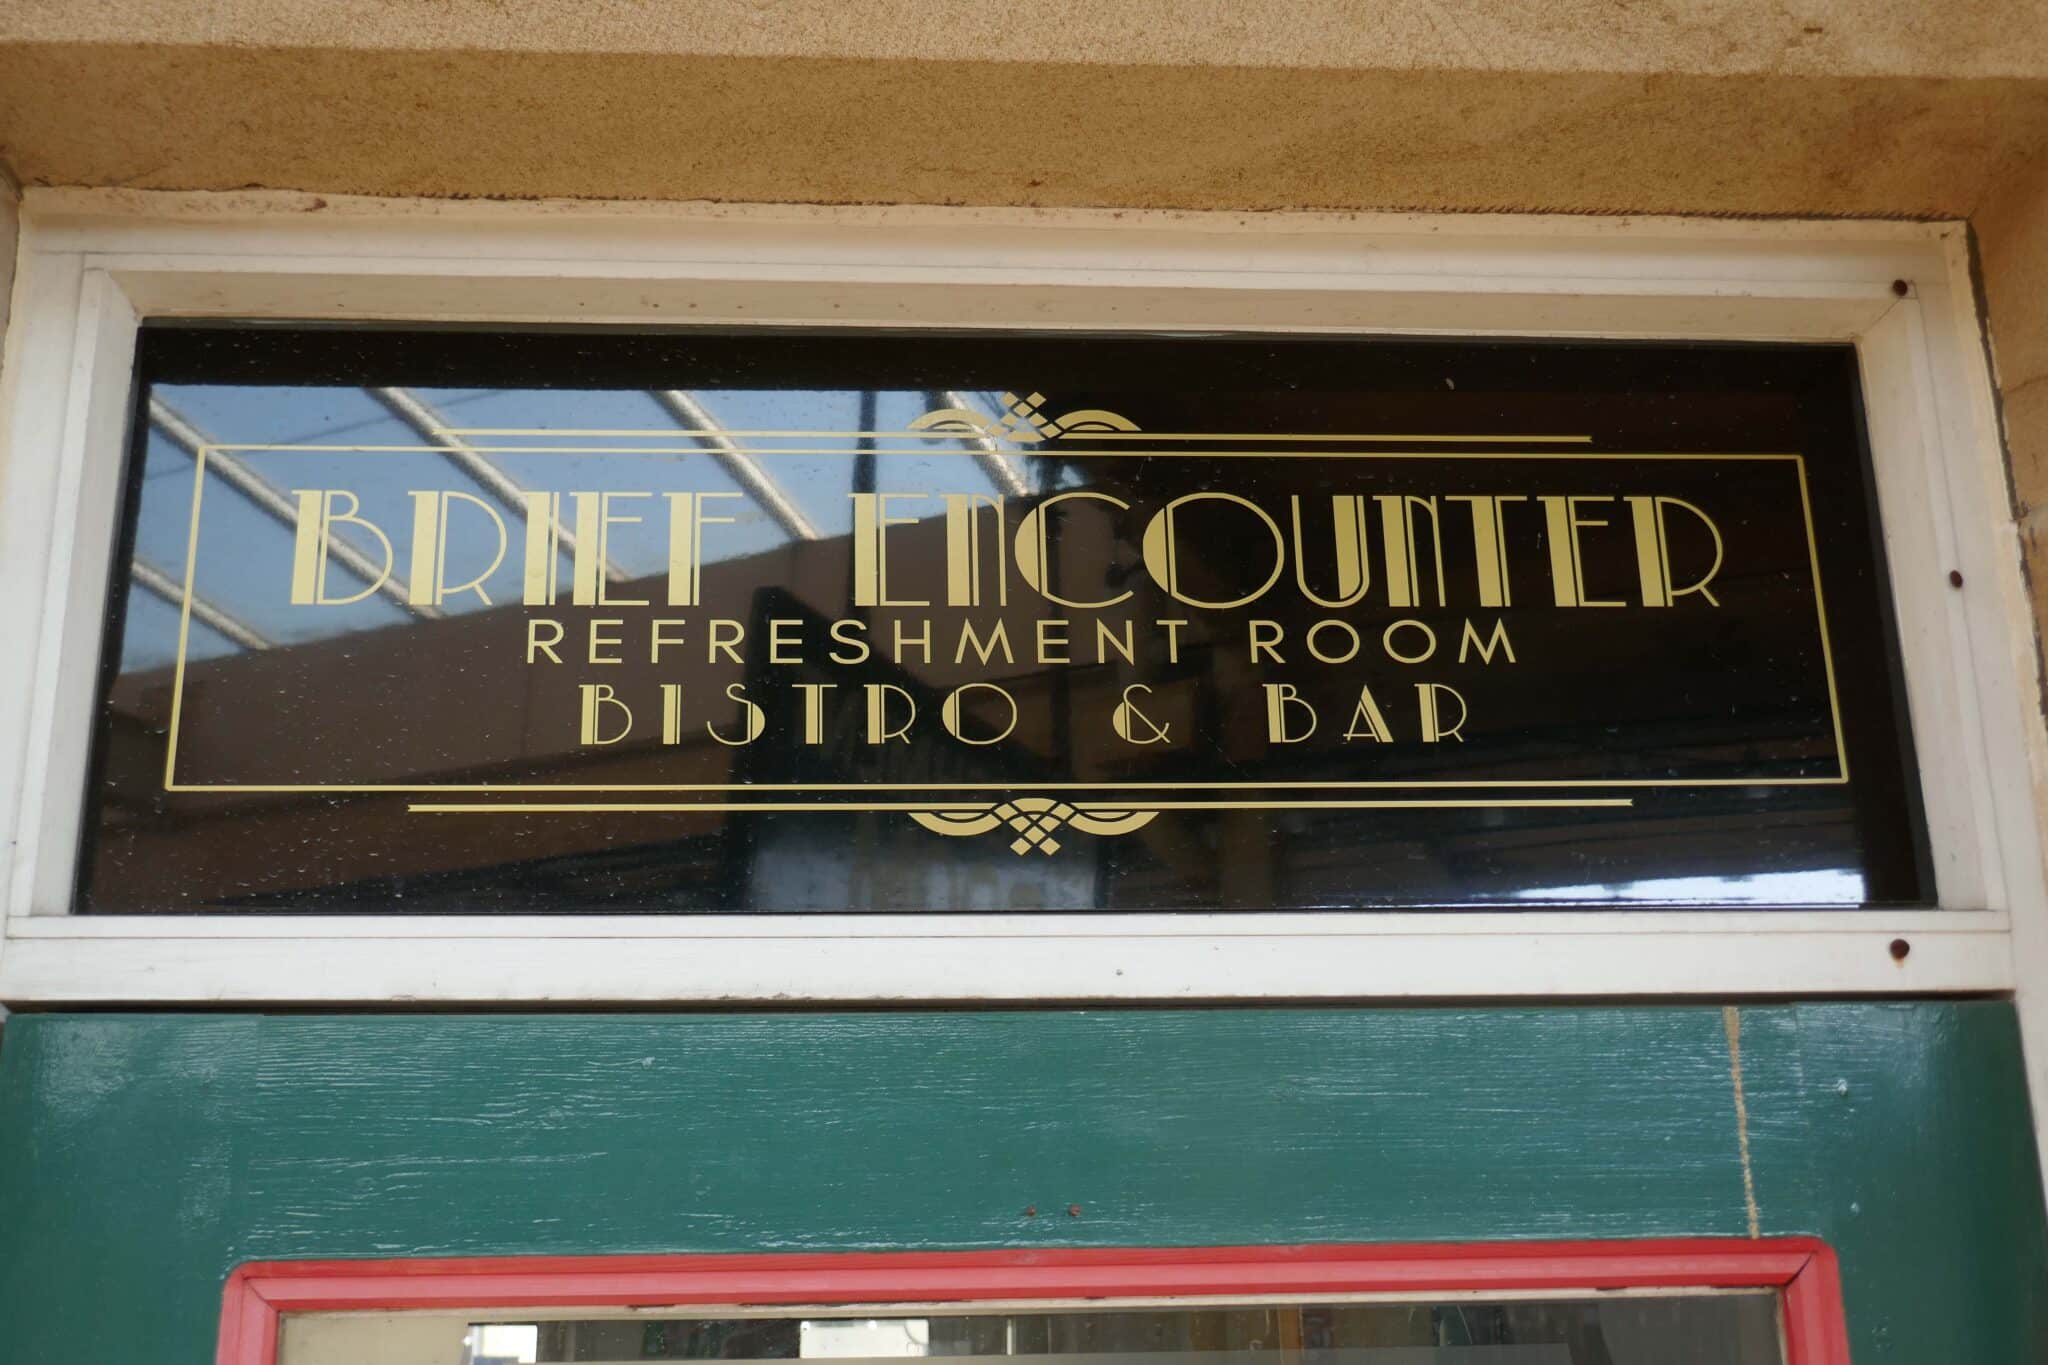 BRIEF ENCOUNTER
REFRESHMENT ROOM
BISTRO & BAR